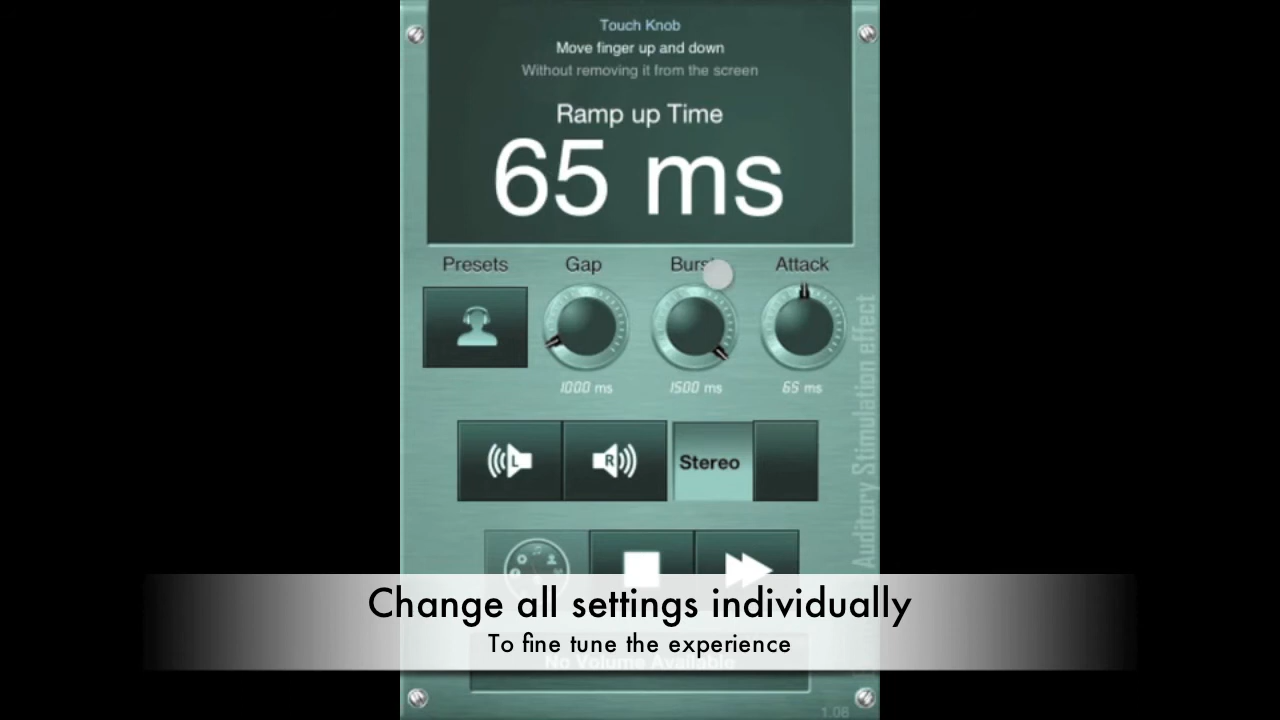 Touch Knob
Move finger up and down
Without removing it from the screen
Ramp up Time
65 ms
Presets Gap Burst Attack
1000 ms 1500 ms 65 ms
L R Stereo
Auditory Stimulation effect
Change all settings individually
To fine tune the experience
No Volume Available
1.06